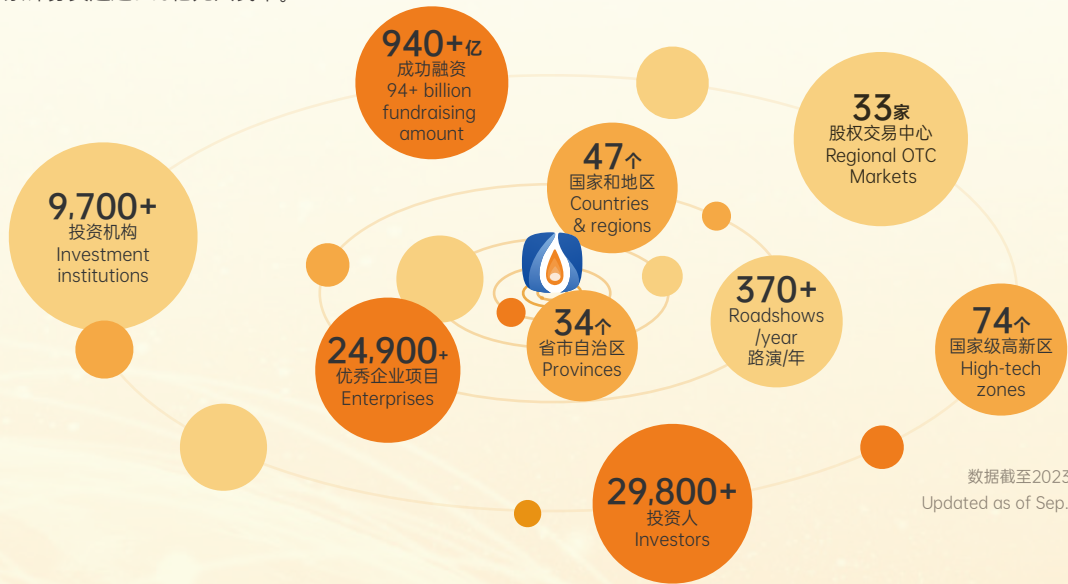 940+亿
成功融资
94+ billion
fundraising
amount
33家
股权交易中心
Regional OTC
Markets
47个
国家和地区
Countries
& regions
9,700+
投资机构
Investment
institutions
370+
Roadshows
/year
路演/年
74个
国家级高新区
High-tech
zones
34个
省市自治区
Provinces
24,900+
优秀企业项目
Enterprises
29,800+
投资人
Investors
数据截至2023
Updated as of Sep.